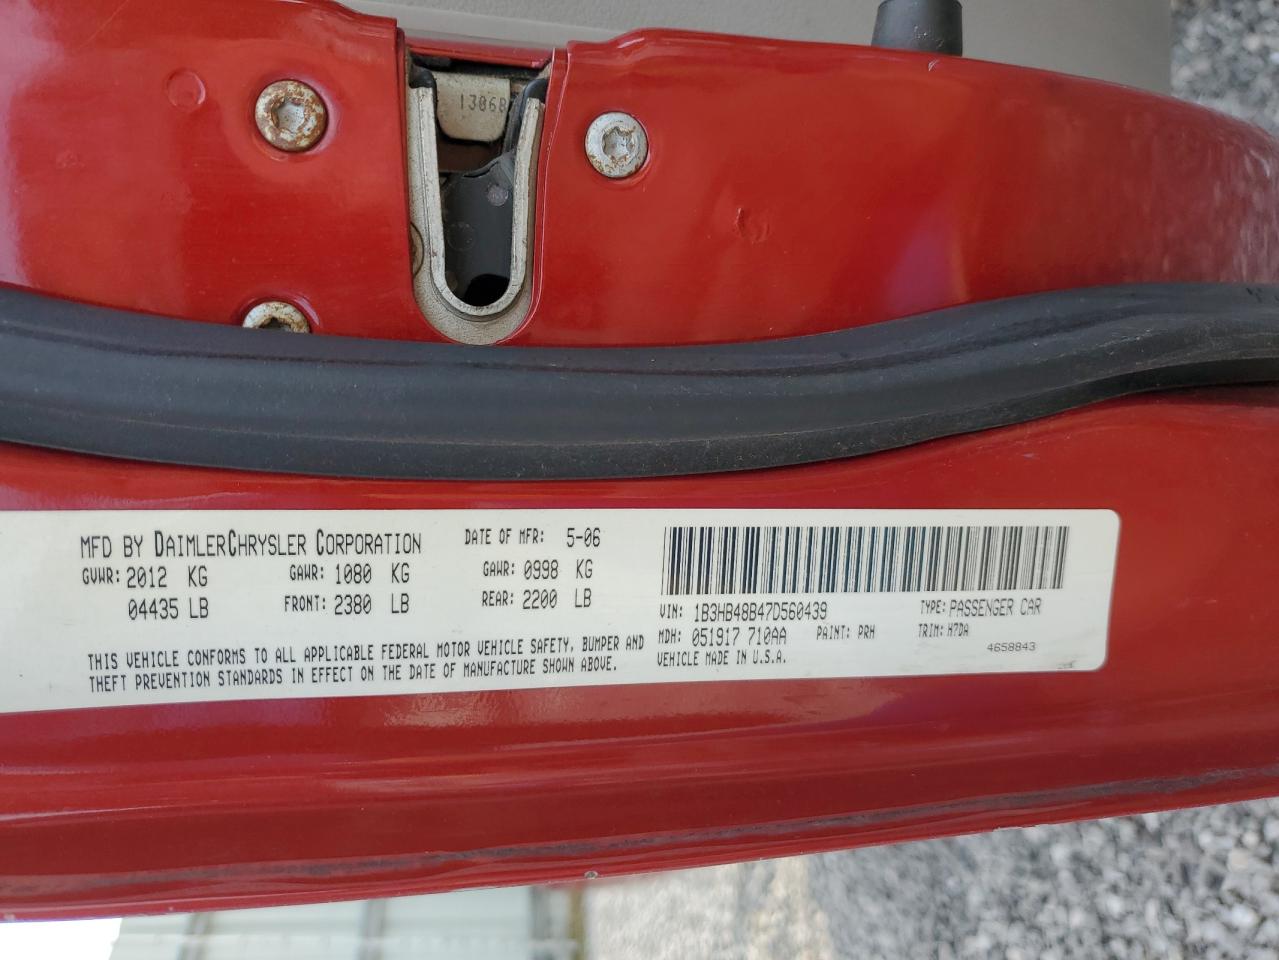 1306B
MFD BY DAIMLERCHRYSLER CORPORATION DATE OF MFR: 5-06
GVWR: 2012 KG GAWR: 1080 KG GAWR: 0998 KG
04435 LB FRONT: 2380 LB REAR: 2200 LB
THIS VEHICLE CONFORMS TO ALL APPLICABLE FEDERAL MOTOR VEHICLE SAFETY, BUMPER AND
THEFT PREVENTION STANDARDS IN EFFECT ON THE DATE OF MANUFACTURE SHOWN ABOVE.
VIN: 1B3HB48B47D560439 TYPE: PASSENGER CAR
MDH: 051917 710AA PAINT: PRH TRIM: H7DA
VEHICLE MADE IN U.S.A. 4658843